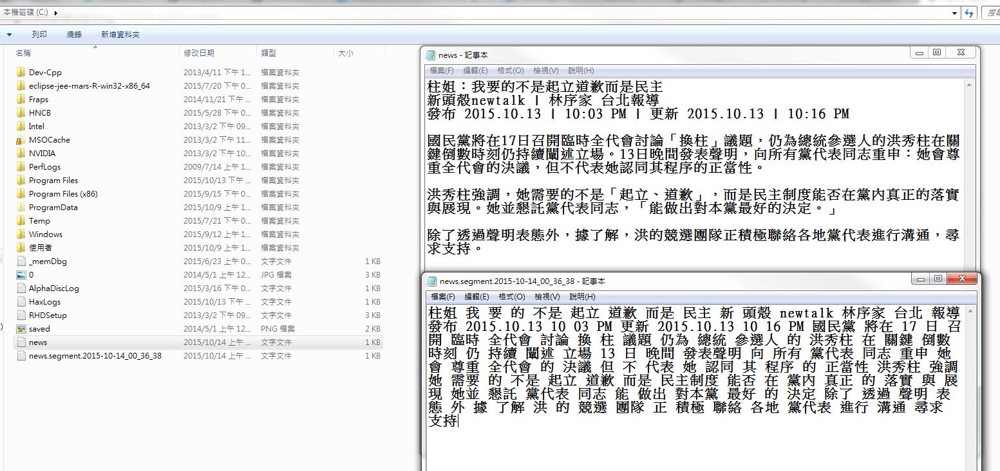 本機磁碟 (C:)
列印 燒錄 新增資料夾
名稱 修改日期 類型 大小
Dev-Cpp 2013/4/11 下午 1... 檔案資料夾
eclipse-jee-mars-R-win32-x86_64 2015/7/20 下午 0... 檔案資料夾
Fraps 2014/11/21 下午 ... 檔案資料夾
HNCB 2015/5/28 下午 0... 檔案資料夾
Intel 2013/3/2 下午 09... 檔案資料夾
MSOCache 2013/3/2 下午 11... 檔案資料夾
NVIDIA 2013/3/2 下午 10... 檔案資料夾
PerfLogs 2009/7/14 上午 1... 檔案資料夾
Program Files 2015/10/13 下午 ... 檔案資料夾
Program Files (x86) 2015/9/15 下午 0... 檔案資料夾
ProgramData 2015/10/9 上午 1... 檔案資料夾
Temp 2015/7/21 下午 0... 檔案資料夾
Windows 2015/9/12 上午 1... 檔案資料夾
使用者 2015/10/9 上午 1... 檔案資料夾
_memDbg 2015/6/23 上午 0... 文字文件 1 KB
0 2014/5/1 上午 12... JPG 檔案 3 KB
AlphaDiscLog 2015/3/16 下午 0... 文字文件 1 KB
HaxLogs 2015/10/13 下午 ... 文字文件 1 KB
RHDSetup 2013/3/2 下午 09... 文字文件 3 KB
saved 2014/5/1 上午 12... PNG 檔案 2 KB
news 2015/10/14 上午 ... 文字文件 1 KB
news.segment.2015-10-14_00_36_38 2015/10/14 上午 ... 文字文件 1 KB
news - 記事本
檔案(F) 編輯(E) 格式(O) 檢視(V) 說明(H)
柱姐：我要的不是起立道歉而是民主
新頭殼newtalk | 林序家 台北報導
發布 2015.10.13 | 10:03 PM | 更新 2015.10.13 | 10:16 PM
國民黨將在17日召開臨時全代會討論「換柱」議題，仍為總統參選人的洪秀柱在關
鍵倒數時刻仍持續闡述立場。13日晚間發表聲明，向所有黨代表同志重申：她會尊
重全代會的決議，但不代表她認同其程序的正當性。
洪秀柱強調，她需要的不是「起立、道歉」，而是民主制度能否在黨內真正的落實
與展現。她並懇託黨代表同志，「能做出對本黨最好的決定。」
除了透過聲明表態外，據了解，洪的競選團隊正積極聯絡各地黨代表進行溝通，尋
求支持。
news.segment.2015-10-14_00_36_38 - 記事本
檔案(F) 編輯(E) 格式(O) 檢視(V) 說明(H)
柱姐 我 要 的 不是 起立 道歉 而是 民主 新 頭殼 newtalk 林序家 台北 報導
發布 2015.10.13 10 03 PM 更新 2015.10.13 10 16 PM 國民黨 將在 17 日 召
開 臨時 全代會 討論 換 柱 議題 仍為 總統 參選人 的 洪秀柱 在 關鍵 倒數
時刻 仍 持續 闡述 立場 13 日 晚間 發表聲明 向 所有 黨代表 同志 重申 她
會 尊重 全代會 的 決議 但 不 代表 她 認同 其 程序 的 正當性 洪秀柱 強調
她 需要 的 不是 起立 道歉 而是 民主制度 能否 在 黨內 真正 的 落實 與 展
現 她並 懇託 黨代表 同志 能 做出 對本黨 最好 的 決定 除了 透過 聲明 表
態 外 據 了解 洪 的 競選 團隊 正 積極 聯絡 各地 黨代表 進行 溝通 尋求
支持